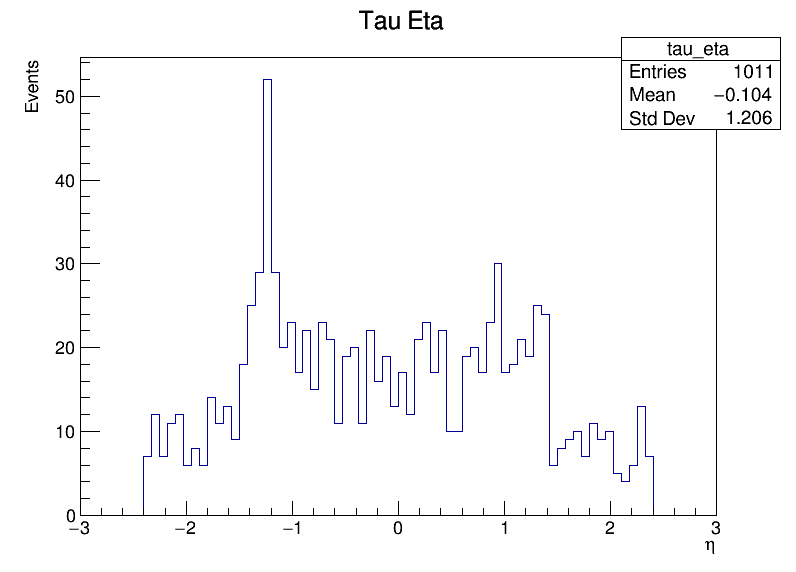 Tau Eta
tau_eta
Entries 1011
Mean −0.104
Std Dev 1.206
Events
50
40
30
20
10
0
−3 −2 −1 0 1 2 3
η